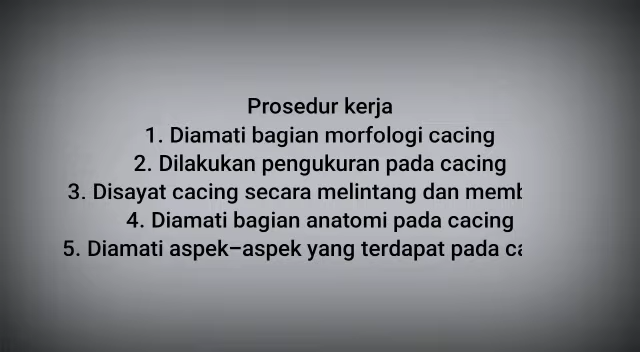 Prosedur kerja
1. Diamati bagian morfologi cacing
2. Dilakukan pengukuran pada cacing
3. Disayat cacing secara melintang dan
4. Diamati bagian anatomi pada cacing
5. Diamati aspek–aspek yang terdapat pada